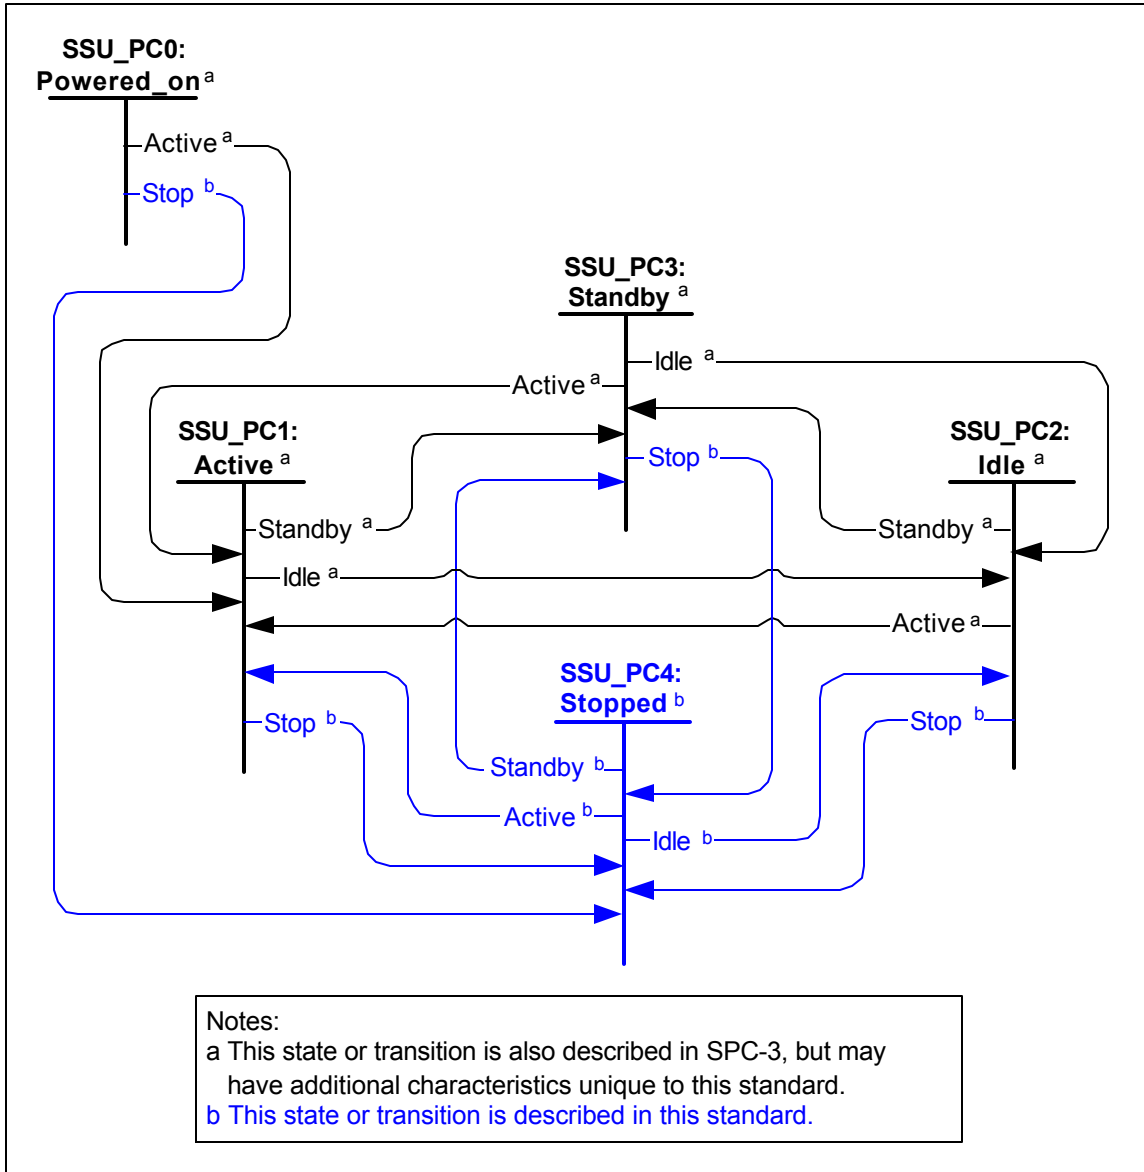 SSU_PC0:
Powered_on a
Active a
Stop b
SSU_PC3:
Standby a
Idle a
Active a
SSU_PC1:
Active a
SSU_PC2:
Idle a
Stop b
Standby a
Standby a
Idle a
Active a
SSU_PC4:
Stopped b
Stop b
Stop b
Standby b
Active b
Idle b
Notes:
a This state or transition is also described in SPC-3, but may
have additional characteristics unique to this standard.
b This state or transition is described in this standard.